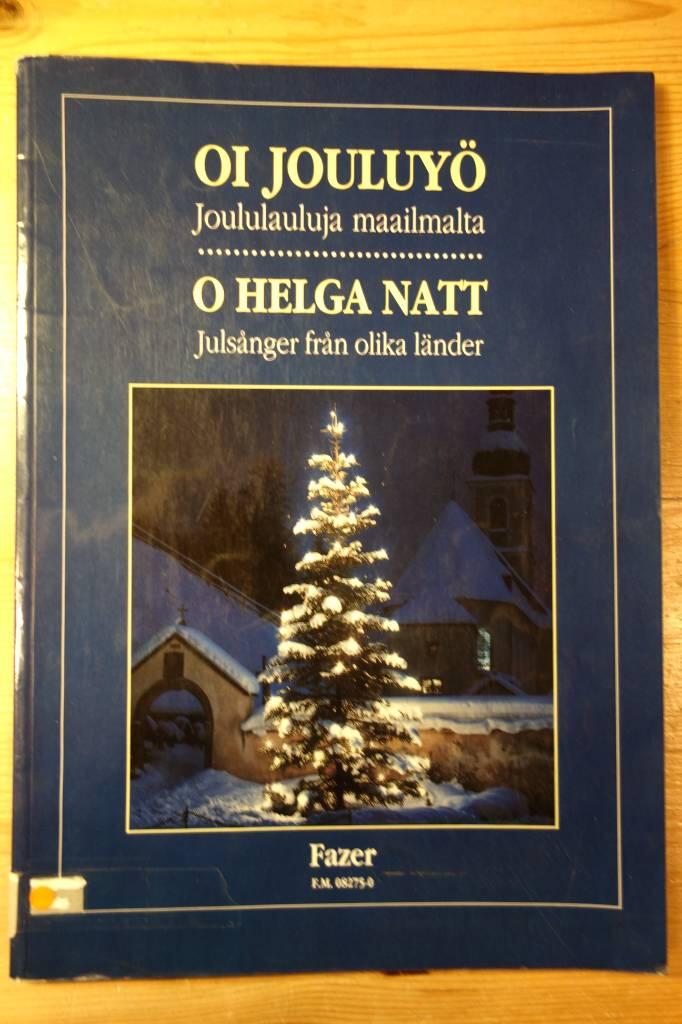 OI JOULUYÖ
Joululauluja maailmalta
O HELGA NATT
Julsånger från olika länder
Fazer
F.M. 08275-0